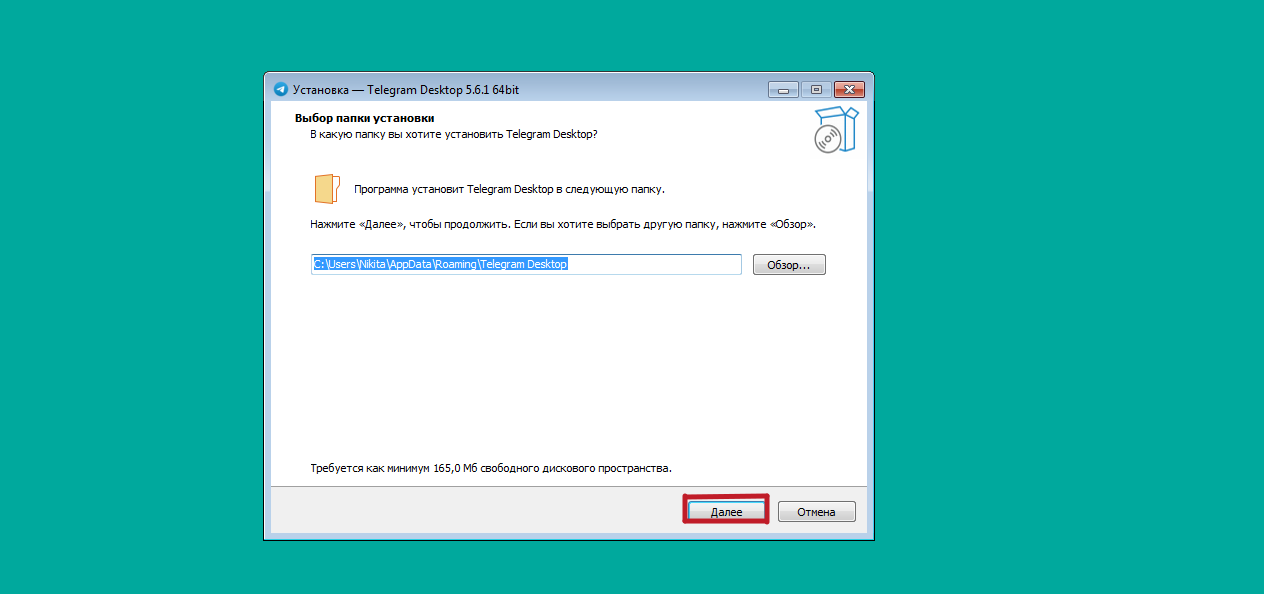 Установка — Telegram Desktop 5.6.1 64bit
Выбор папки установки
В какую папку вы хотите установить Telegram Desktop?
Программа установит Telegram Desktop в следующую папку.
Нажмите «Далее», чтобы продолжить. Если вы хотите выбрать другую папку, нажмите «Обзор».
C:\Users\Nikita\AppData\Roaming\Telegram Desktop
Обзор...
Требуется как минимум 165,0 Мб свободного дискового пространства.
Далее
Отмена